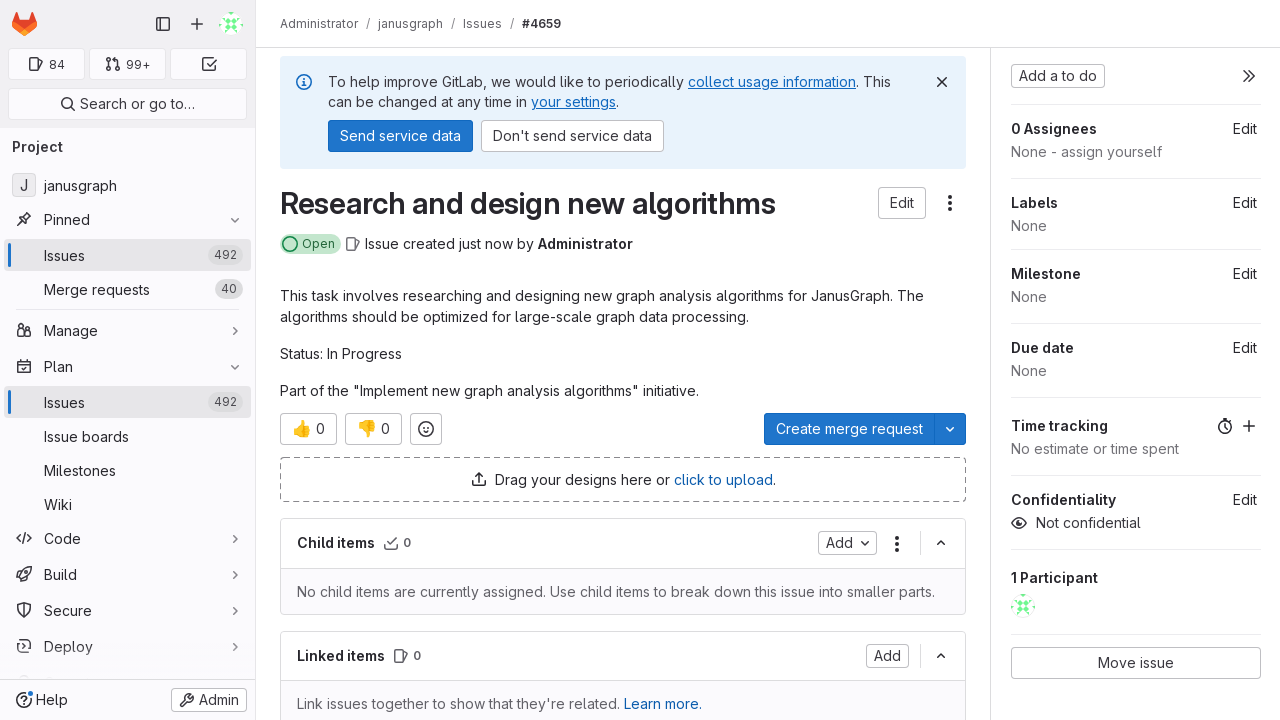 Administrator / janusgraph / Issues / #4659
84
99+
Search or go to…
Project
J janusgraph
Pinned
Issues 492
Merge requests 40
Manage
Plan
Issues 492
Issue boards
Milestones
Wiki
Code
Build
Secure
Deploy
Help
Admin
To help improve GitLab, we would like to periodically collect usage information. This
can be changed at any time in your settings.
Send service data
Don't send service data
Research and design new algorithms
Edit
Open Issue created just now by Administrator
This task involves researching and designing new graph analysis algorithms for JanusGraph. The
algorithms should be optimized for large-scale graph data processing.
Status: In Progress
Part of the "Implement new graph analysis algorithms" initiative.
👍 0
👎 0
Create merge request
Drag your designs here or click to upload.
Child items 0
Add
No child items are currently assigned. Use child items to break down this issue into smaller parts.
Linked items 0
Add
Link issues together to show that they're related. Learn more.
Add a to do
0 Assignees Edit
None - assign yourself
Labels Edit
None
Milestone Edit
None
Due date Edit
None
Time tracking
No estimate or time spent
Confidentiality Edit
Not confidential
1 Participant
Move issue